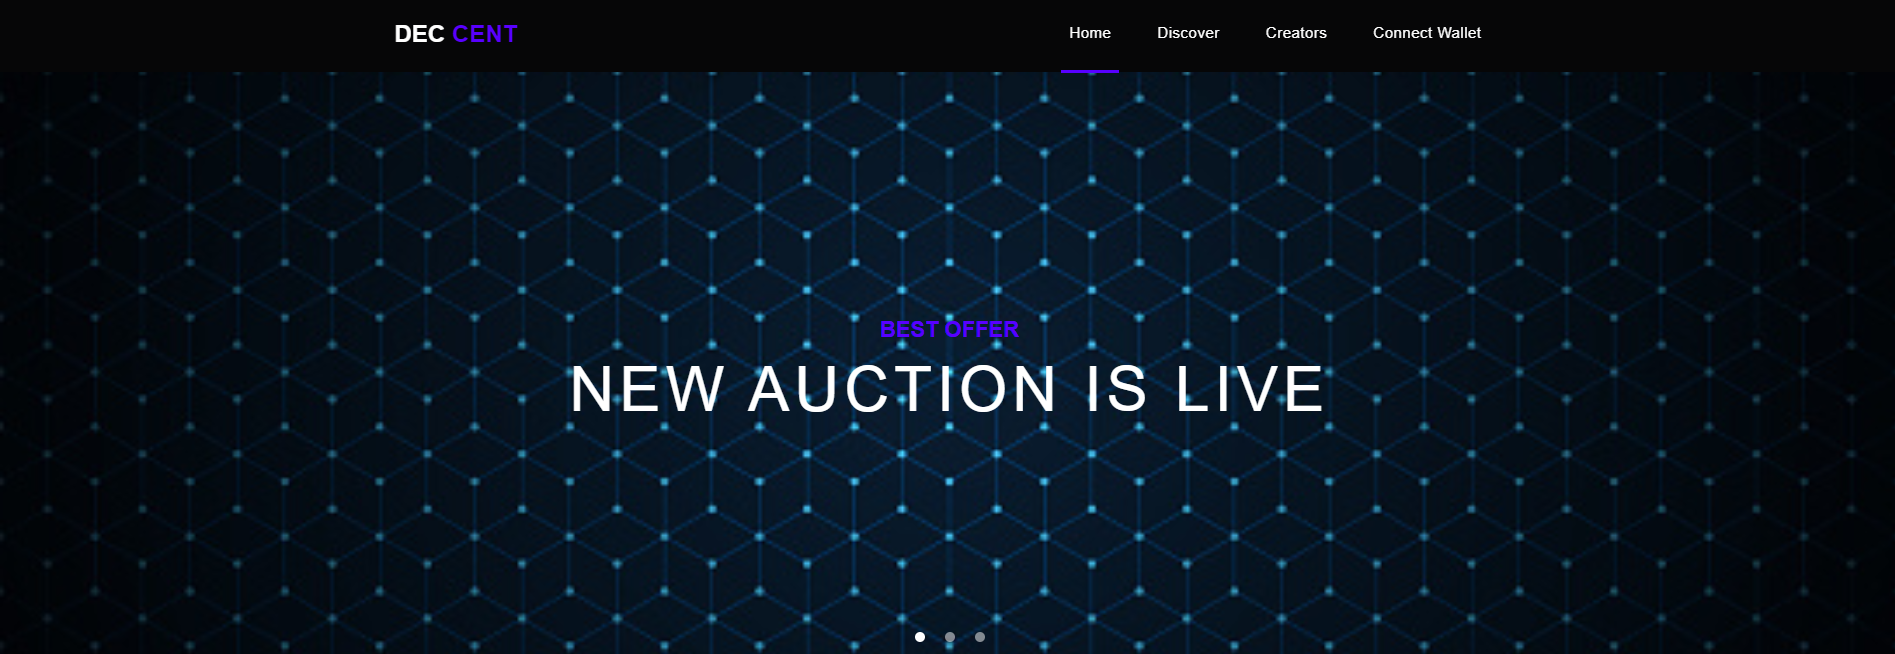 DEC CENT
Home Discover Creators Connect Wallet
BEST OFFER
NEW AUCTION IS LIVE